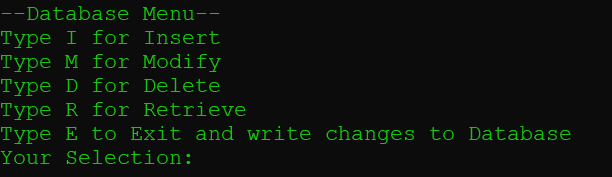 --Database Menu--
Type I for Insert
Type M for Modify
Type D for Delete
Type R for Retrieve
Type E to Exit and write changes to Database
Your Selection: